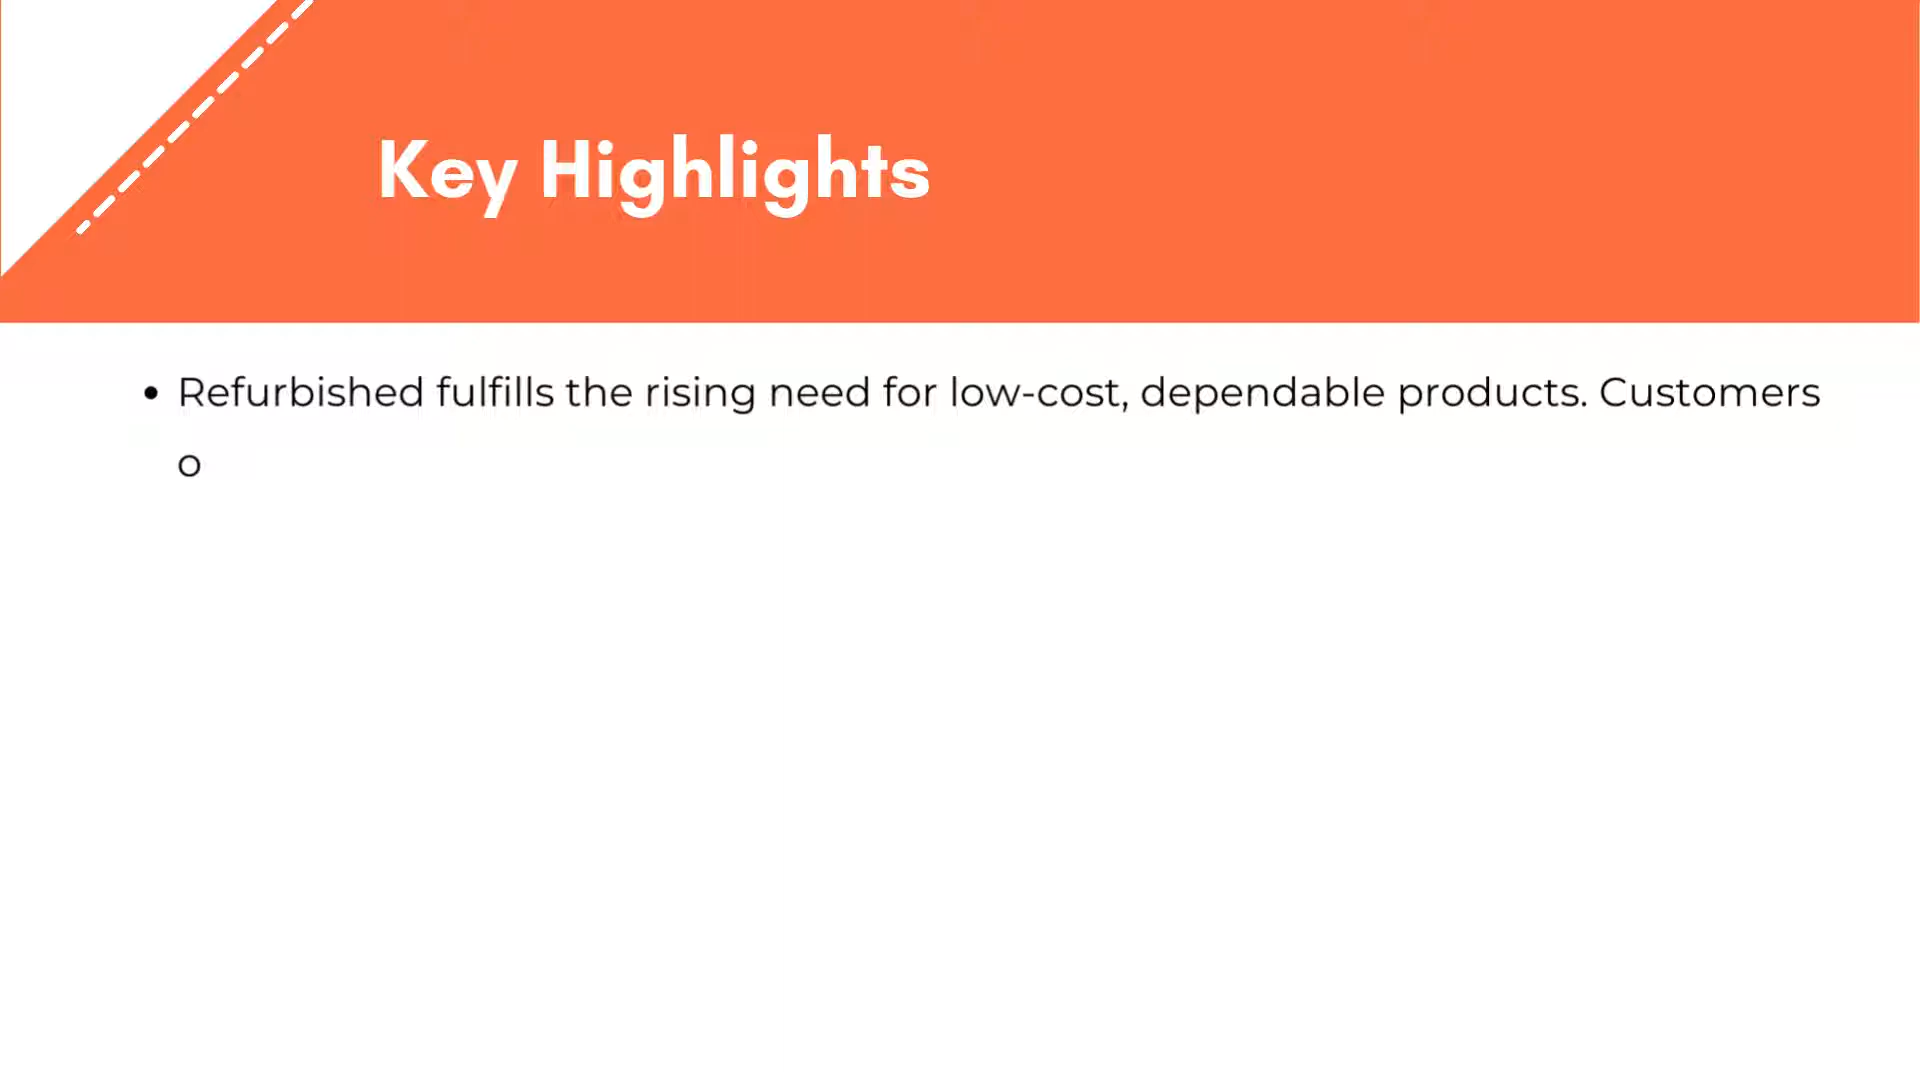 Key Highlights
• Refurbished fulfills the rising need for low-cost, dependable products. Customers
o